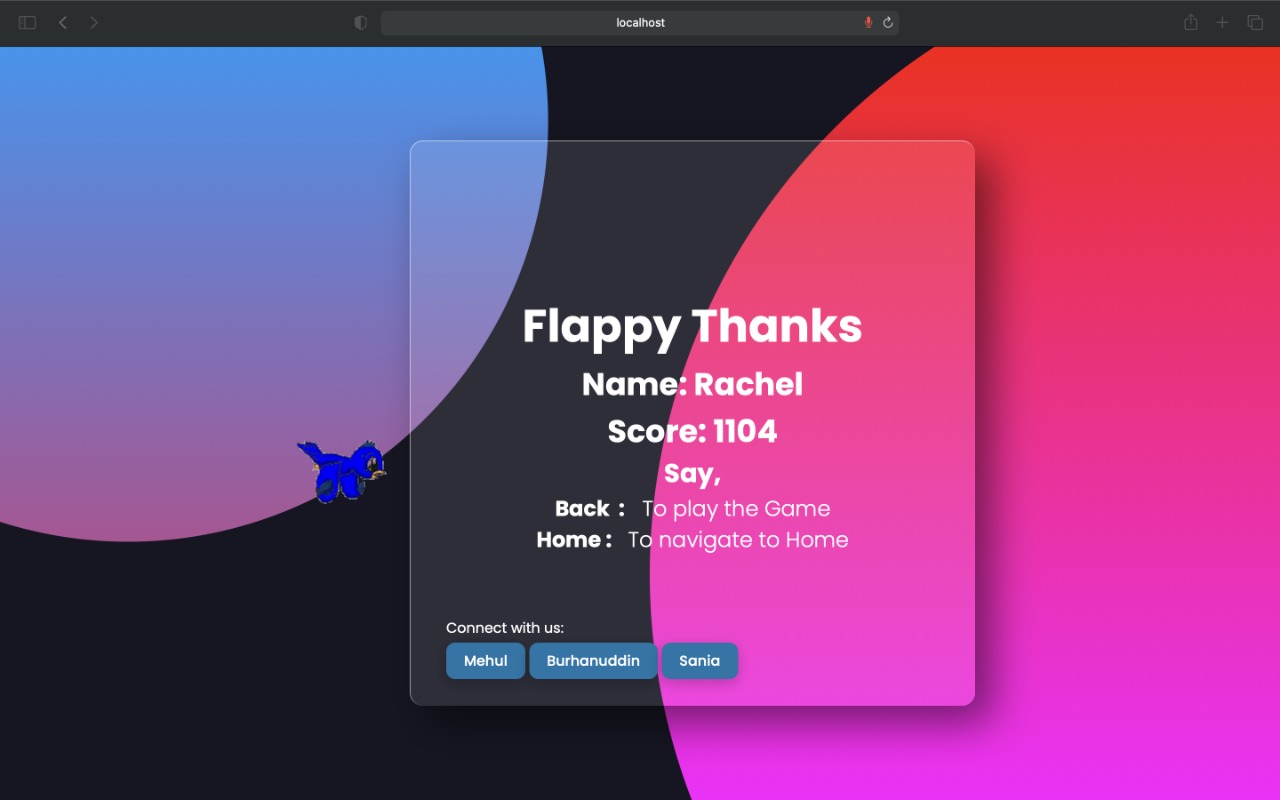 localhost
Flappy Thanks
Name: Rachel
Score: 1104
Say,
Back : To play the Game
Home : To navigate to Home
Connect with us:
Mehul Burhanuddin Sania